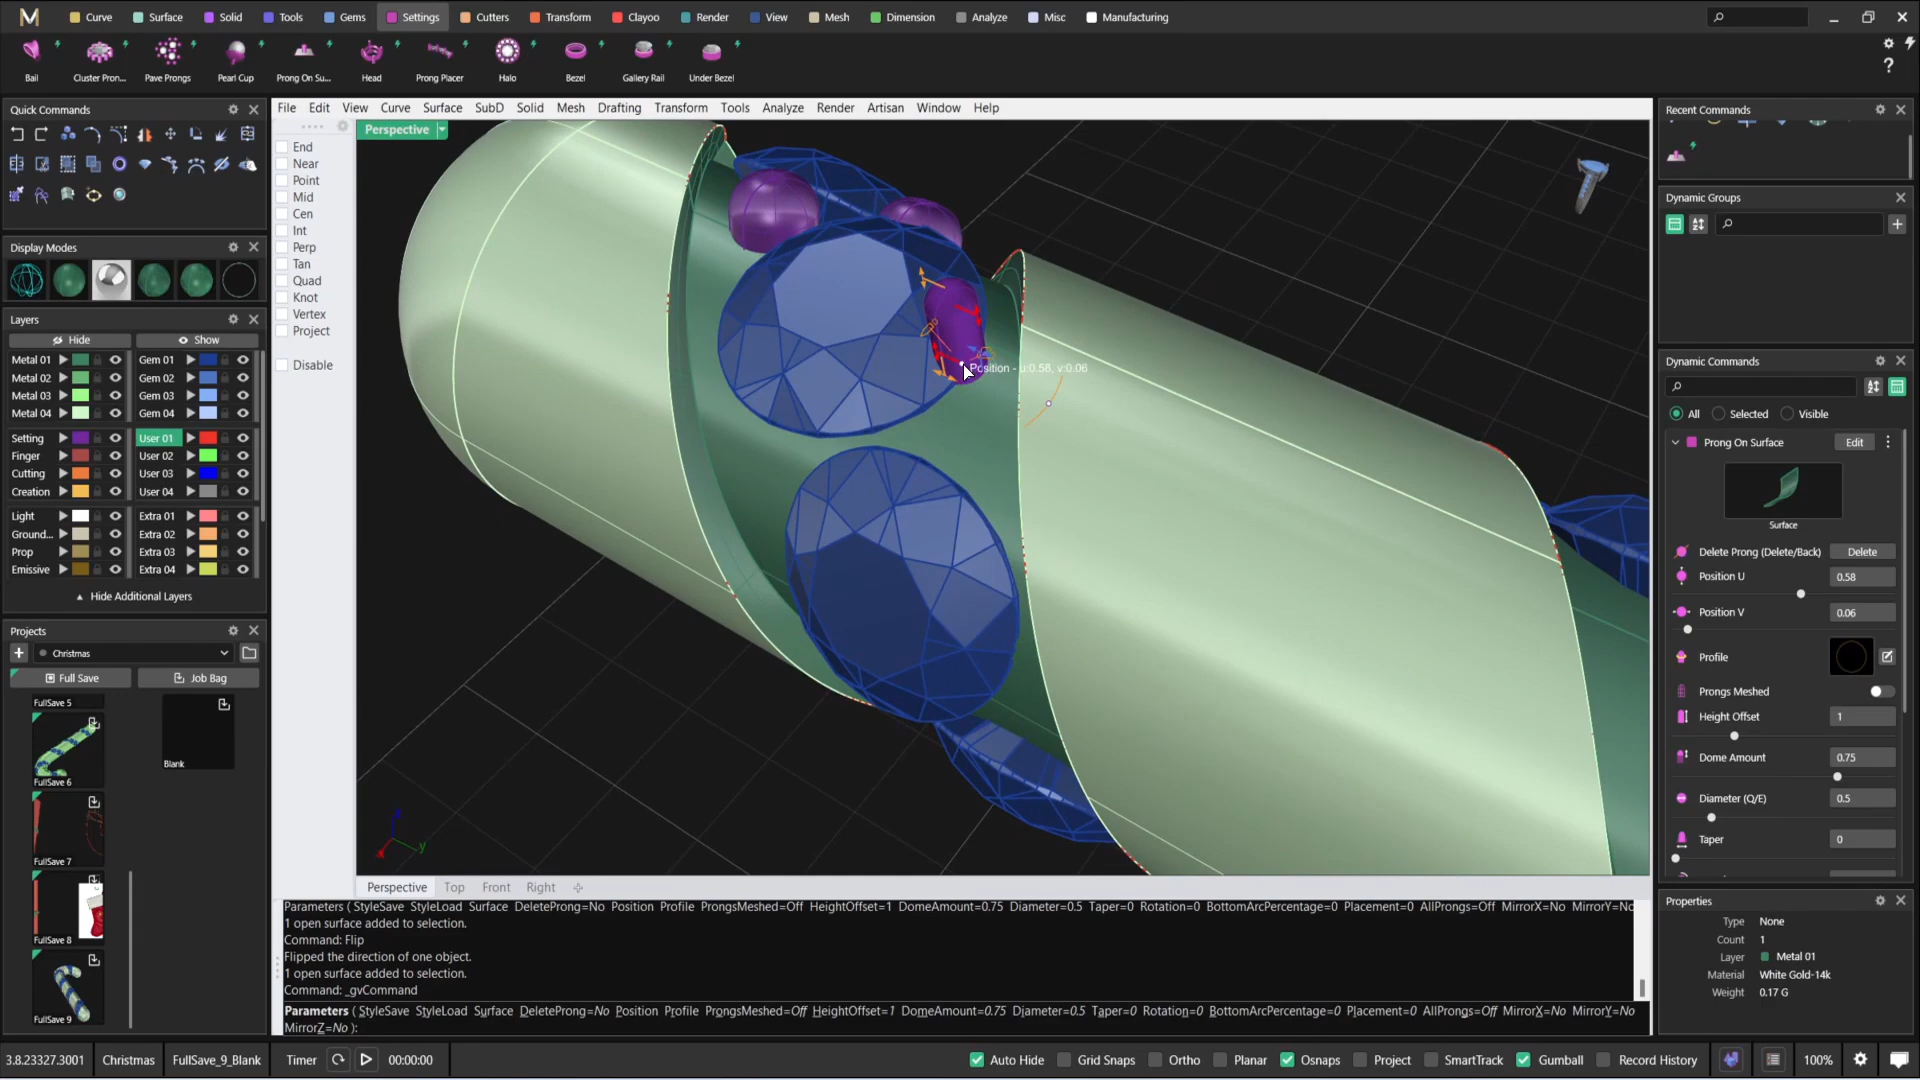 Curve Surface Solid Tools Gems Settings Cutters Transform Clayoo Render View Mesh Dimension Analyze Misc Manufacturing
Bail Cluster Pron... Pave Prongs Pearl Cup Prong On Su... Head Prong Placer Halo Bezel Gallery Rail Under Bezel
?
Quick Commands
Display Modes
Layers
Hide Show
Metal 01 Gem 01
Metal 02 Gem 02
Metal 03 Gem 03
Metal 04 Gem 04
Setting User 01
Finger User 02
Cutting User 03
Creation User 04
Light Extra 01
Ground... Extra 02
Prop Extra 03
Emissive Extra 04
Hide Additional Layers
Projects
Christmas
Full Save Job Bag
FullSave 5
FullSave 6
Blank
FullSave 7
FullSave 8
FullSave 9
File Edit View Curve Surface SubD Solid Mesh Drafting Transform Tools Analyze Render Artisan Window Help
Perspective
End
Near
Point
Mid
Cen
Int
Perp
Tan
Quad
Knot
Vertex
Project
Disable
Position - u:0.58, v:0.06
y
Perspective Top Front Right
Parameters ( StyleSave StyleLoad Surface DeleteProng=No Position Profile ProngsMeshed=Off HeightOffset=1 DomeAmount=0.75 Diameter=0.5 Taper=0 Rotation=0 BottomArcPercentage=0 Placement=0 AllProngs=Off MirrorX=No MirrorY=No
1 open surface added to selection.
Command: Flip
Flipped the direction of one object.
1 open surface added to selection.
Command: _gvCommand
Parameters ( StyleSave StyleLoad Surface DeleteProng=No Position Profile ProngsMeshed=Off HeightOffset=1 DomeAmount=0.75 Diameter=0.5 Taper=0 Rotation=0 BottomArcPercentage=0 Placement=0 AllProngs=Off MirrorX=No MirrorY=No
MirrorZ=No ):
Recent Commands
Dynamic Groups
Dynamic Commands
All Selected Visible
Prong On Surface Edit
Surface
Delete Prong (Delete/Back) Delete
Position U 0.58
Position V 0.06
Profile
Prongs Meshed
Height Offset 1
Dome Amount 0.75
Diameter (Q/E) 0.5
Taper 0
Properties
Type None
Count 1
Layer Metal 01
Material White Gold-14k
Weight 0.17 G
3.8.23327.3001 Christmas FullSave_9_Blank Timer 00:00:00 Auto Hide Grid Snaps Ortho Planar Osnaps Project SmartTrack Gumball Record History 100%